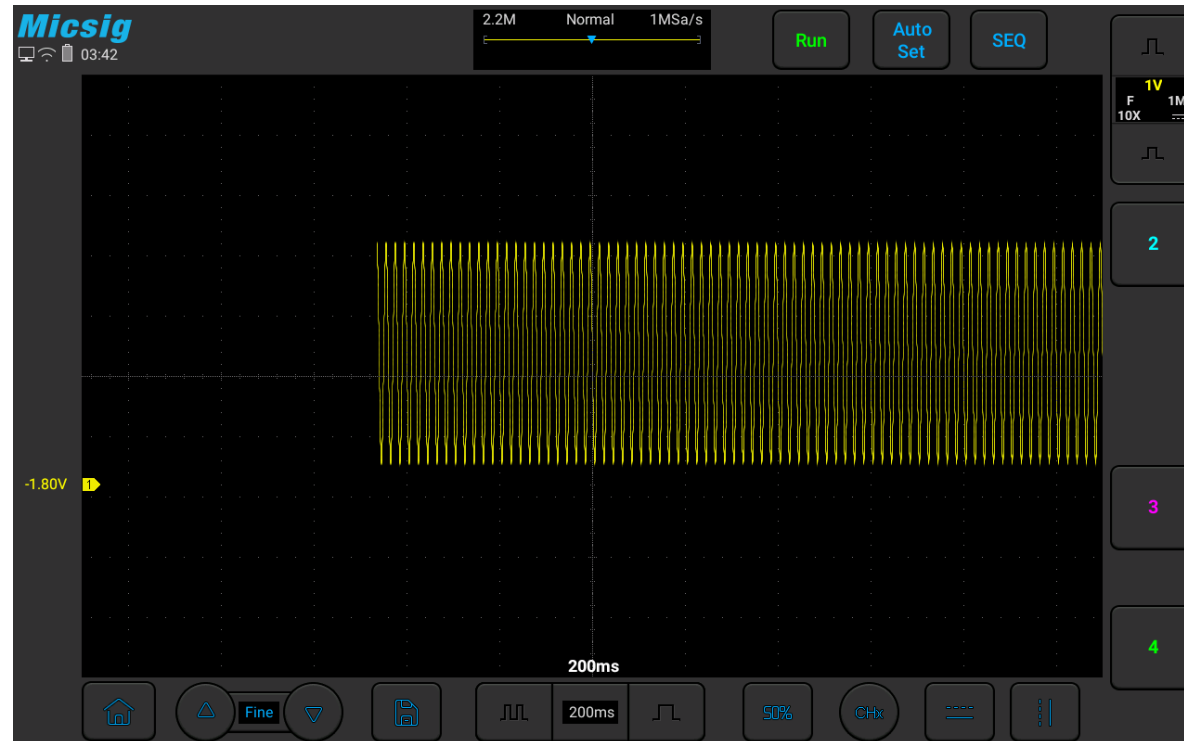 Micsig
03:42
2.2M Normal 1MSa/s
Run
Auto
Set
SEQ
1V
F 1M
10X
2
-1.80V 1
3
4
200ms
Fine
200ms
50%
CHx